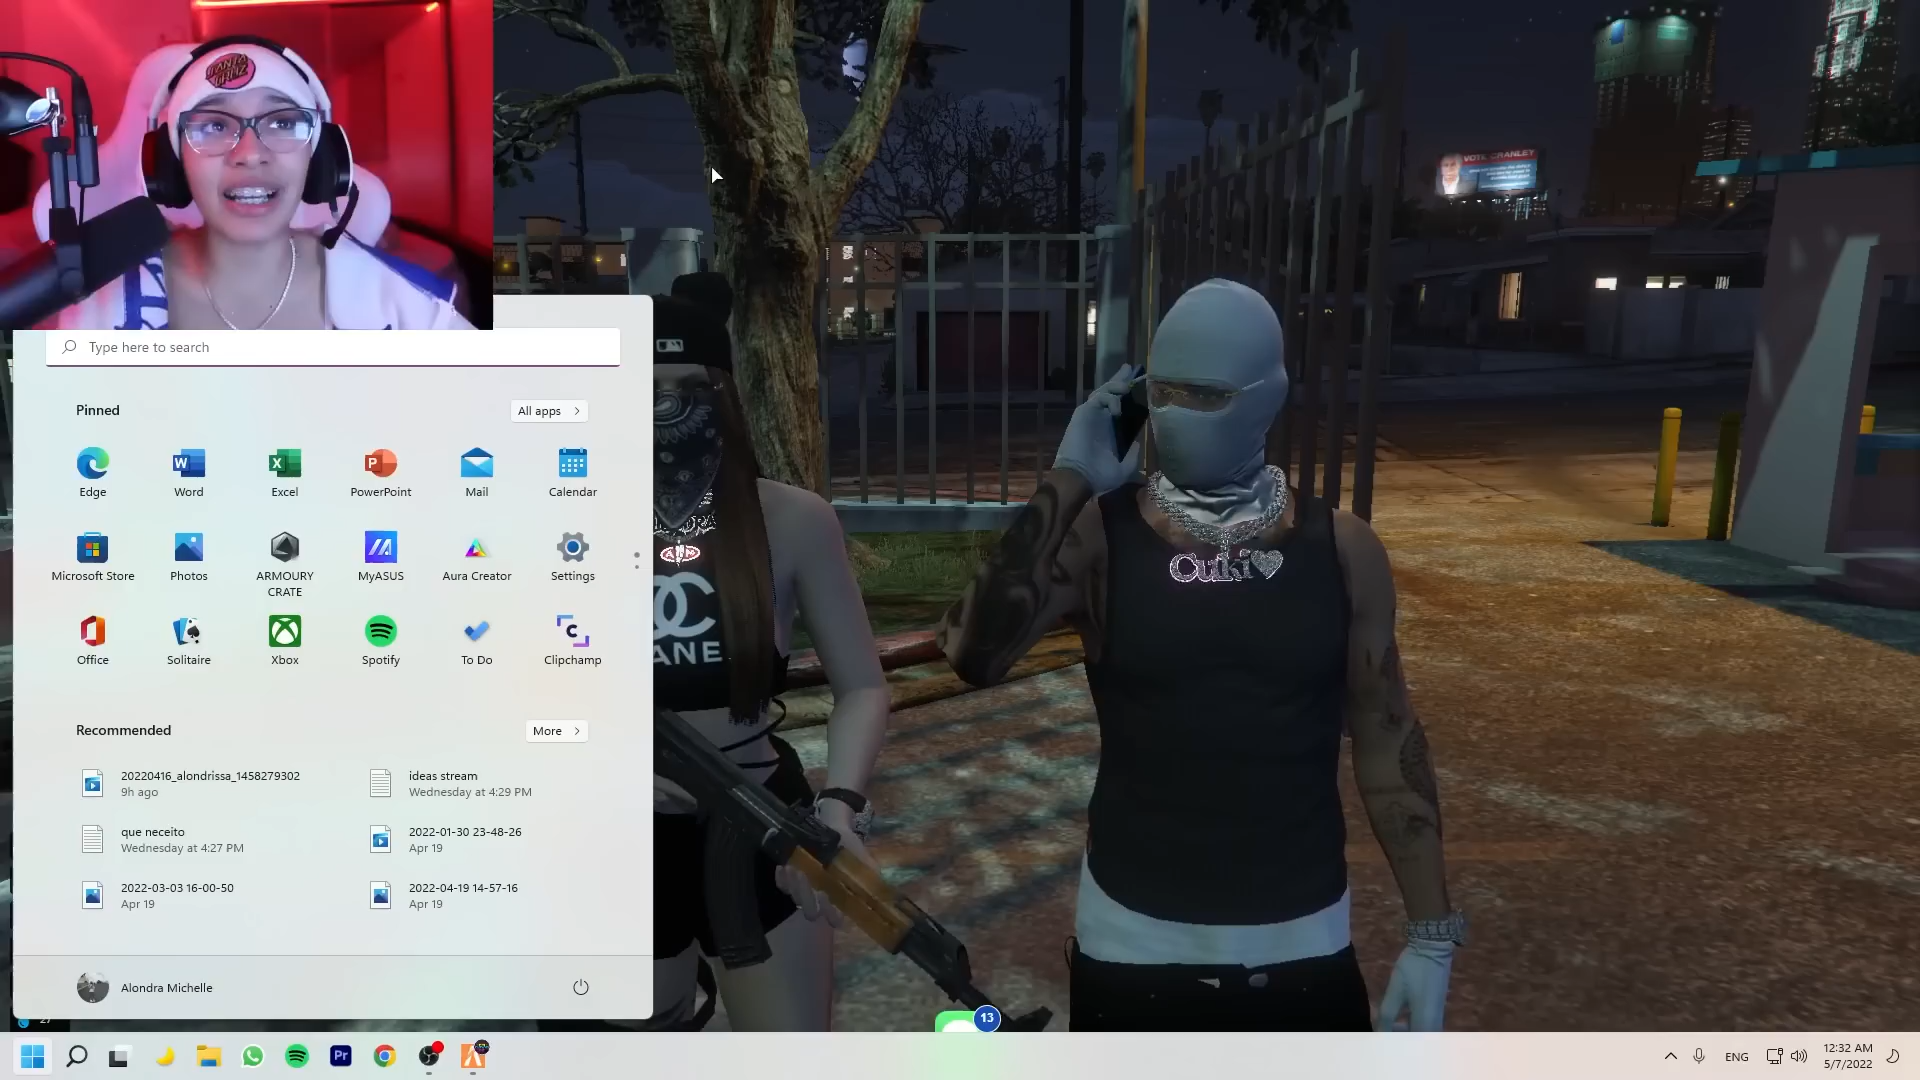 SANTA CRUZ
VOTE CRANLEY
Type here to search
Pinned
All apps
Edge
Word
Excel
PowerPoint
Mail
Calendar
Microsoft Store
Photos
ARMOURY
CRATE
MyASUS
Aura Creator
Settings
Office
Solitaire
Xbox
Spotify
To Do
Clipchamp
Cuki
Recommended
More
20220416_alondrissa_1458279302
9h ago
ideas stream
Wednesday at 4:29 PM
que neceito
Wednesday at 4:27 PM
2022-01-30 23-48-26
Apr 19
2022-03-03 16-00-50
Apr 19
2022-04-19 14-57-16
Apr 19
Alondra Michelle
13
Pr
ENG
12:32 AM
5/7/2022